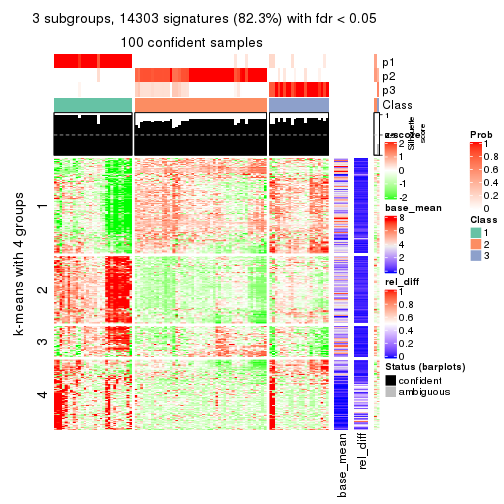 3 subgroups, 14303 signatures (82.3%) with fdr < 0.05
100 confident samples
p1
p2
p3
Class
1
0
Silhouette
score
k-means with 4 groups
1
2
3
4
base_mean
rel_diff
z-score
2
1
0
-1
-2
base_mean
8
6
4
2
0
rel_diff
1
0.8
0.6
0.4
0.2
0
Status (barplots)
confident
ambiguous
Prob
1
0.8
0.6
0.4
0.2
0
Class
1
2
3